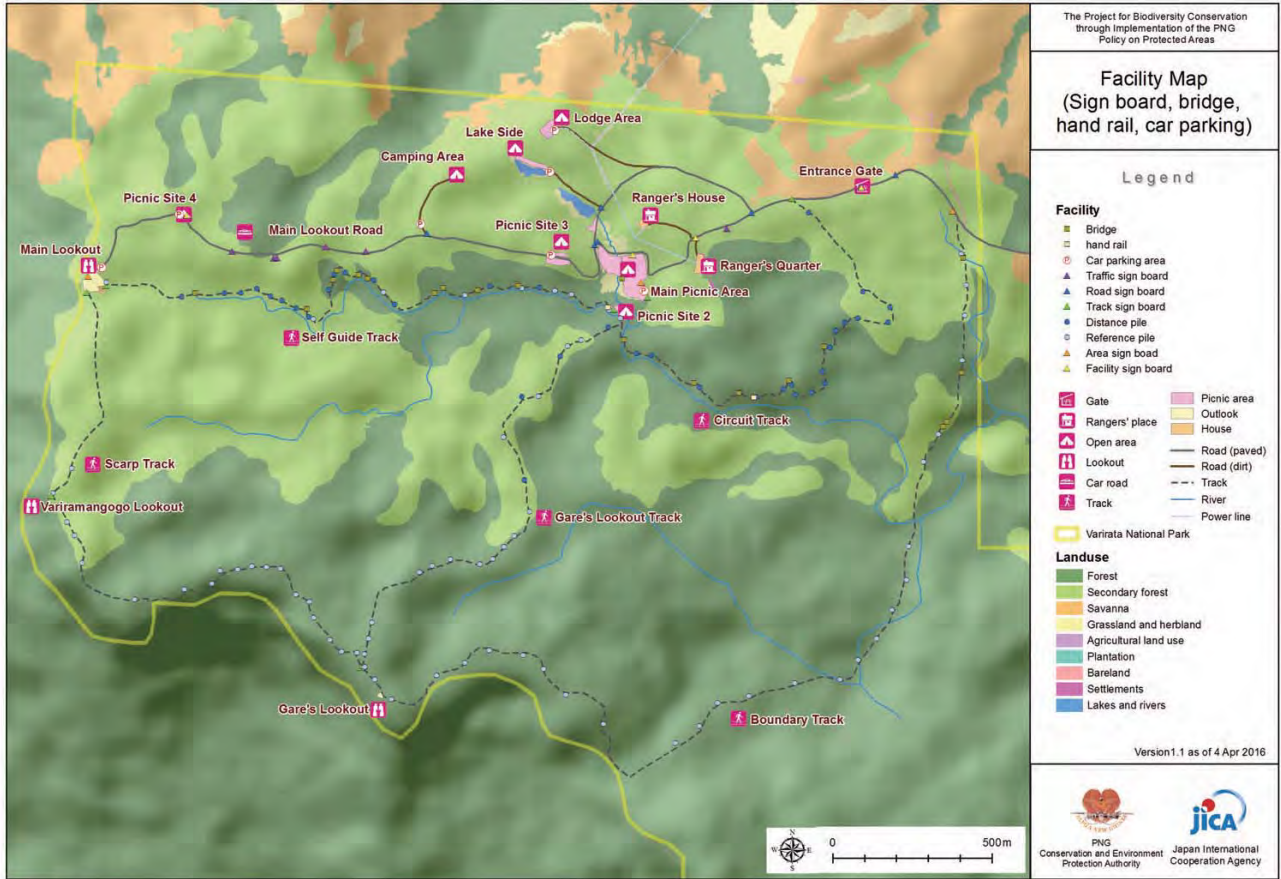 The Project for Biodiversity Conservation
through Implementation of the PNG
Policy on Protected Areas
Facility Map
(Sign board, bridge,
hand rail, car parking)
Legend
Facility
Bridge
hand rail
P Car parking area
Traffic sign board
Road sign board
Track sign board
Distance pile
Reference pile
Area sign boad
Facility sign board
Gate
Rangers' place
Open area
Lookout
Car road
Track
Picnic area
Outlook
House
Road (paved)
Road (dirt)
Track
River
Power line
Varirata National Park
Landuse
Forest
Secondary forest
Savanna
Grassland and herbland
Agricultural land use
Plantation
Bareland
Settlements
Lakes and rivers
Version1.1 as of 4 Apr 2016
PNG
Conservation and Environment
Protection Authority
JICA
Japan International
Cooperation Agency
Lodge Area
P
Lake Side
P
Camping Area
P
Entrance Gate
Picnic Site 4
P
Ranger's House
Main Lookout Road
Picnic Site 3
P
Main Lookout
P
Ranger's Quarter
Main Picnic Area
P
Picnic Site 2
Self Guide Track
Circuit Track
Scarp Track
Variramangogo Lookout
Gare's Lookout Track
Gare's Lookout
Boundary Track
N
W E
S
0 500m